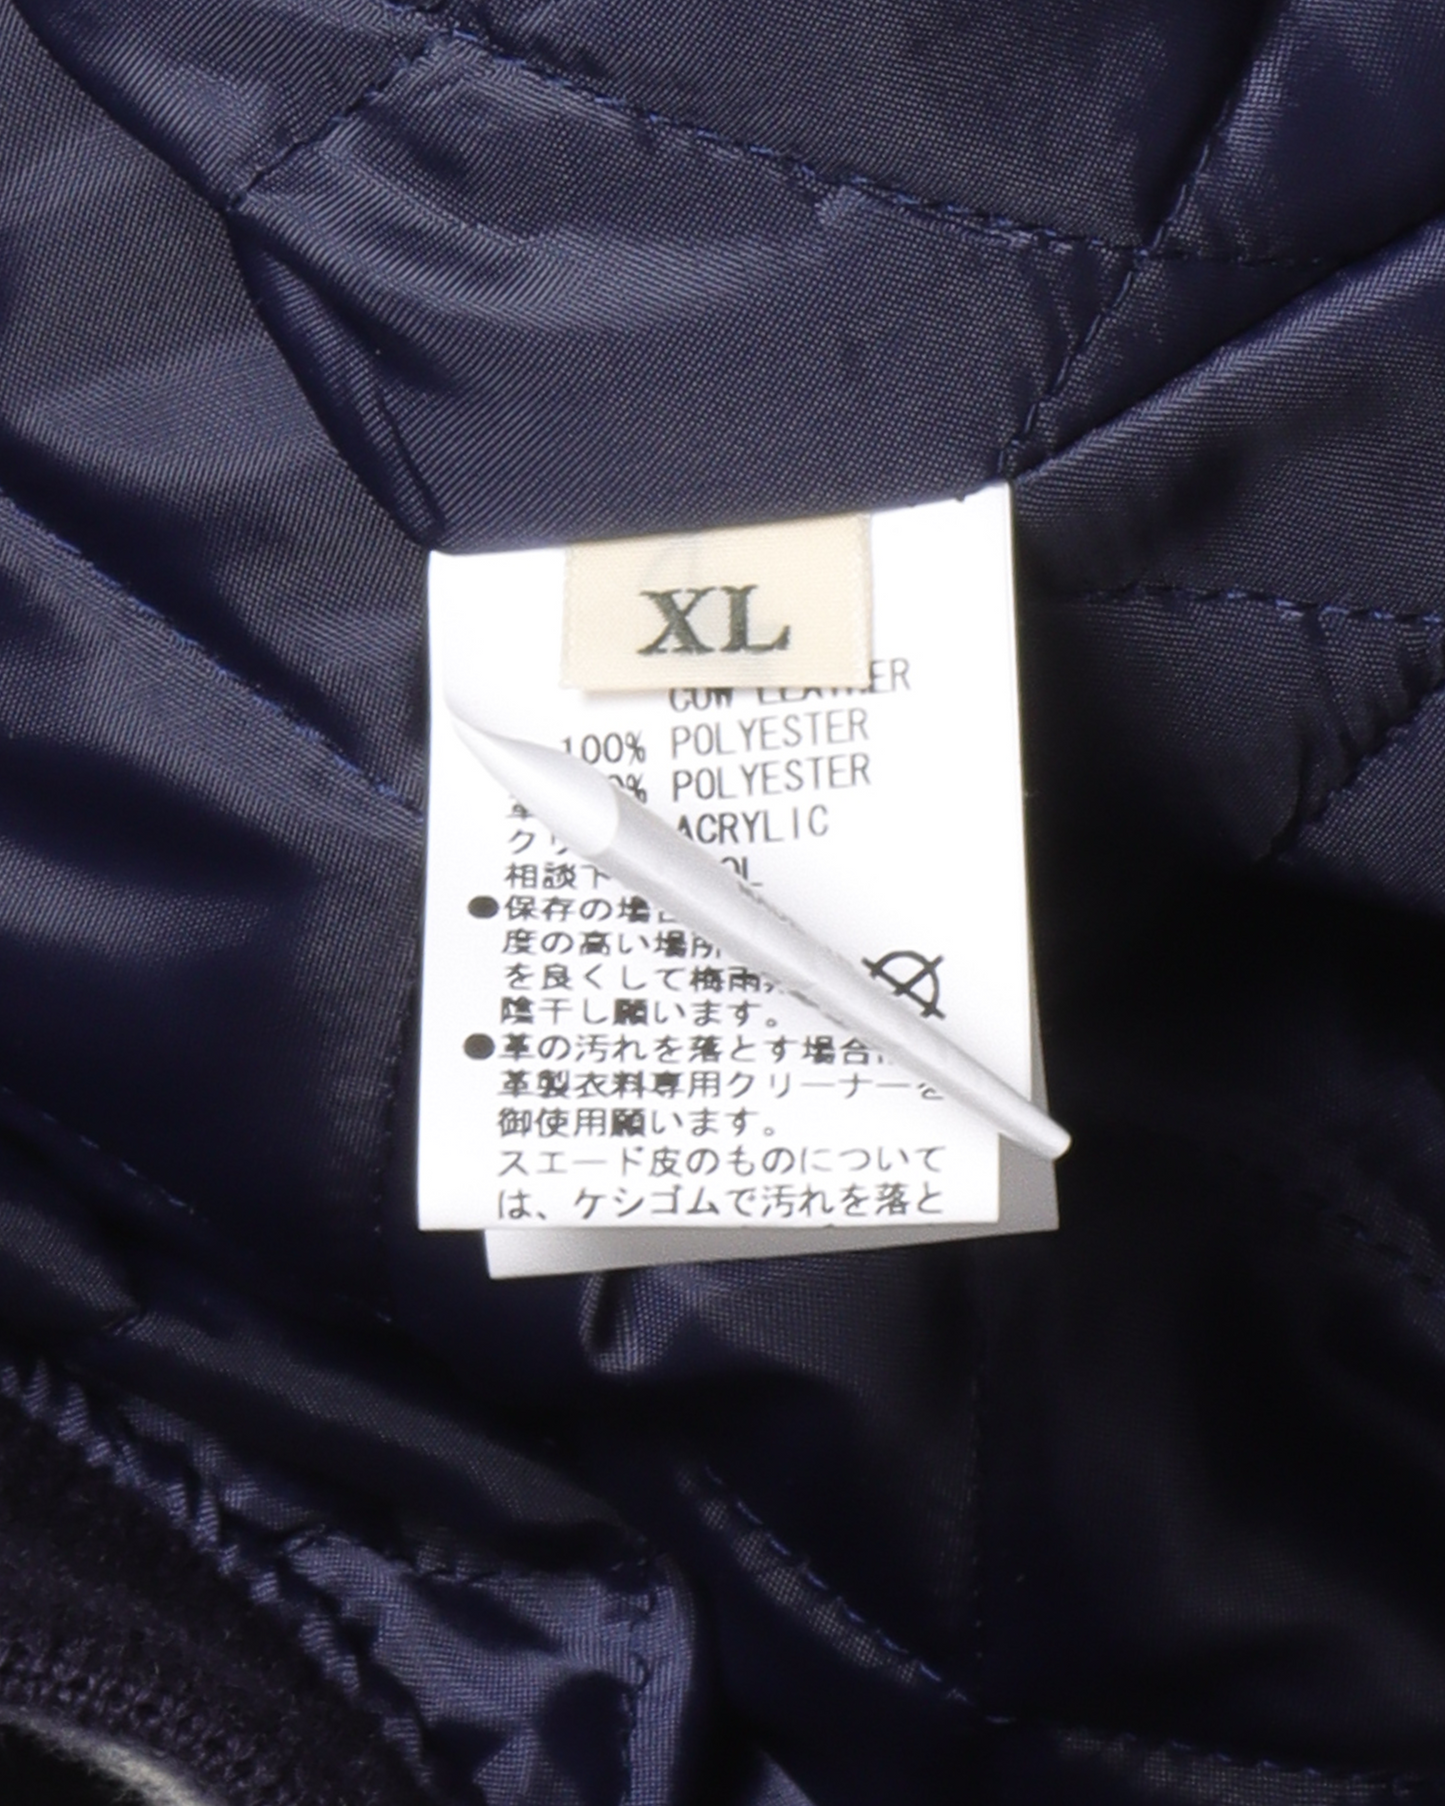 XL
COW LEATHER
100% POLYESTER
POLYESTER
ACRYLIC
相談下
●保存の場合
度の高い場所
を良くして梅雨
陰干し願います。
●革の汚れを落とす場合
革製衣料専用クリーナーを
御使用願います。
スエード皮のものについて
は、ケシゴムで汚れを落と